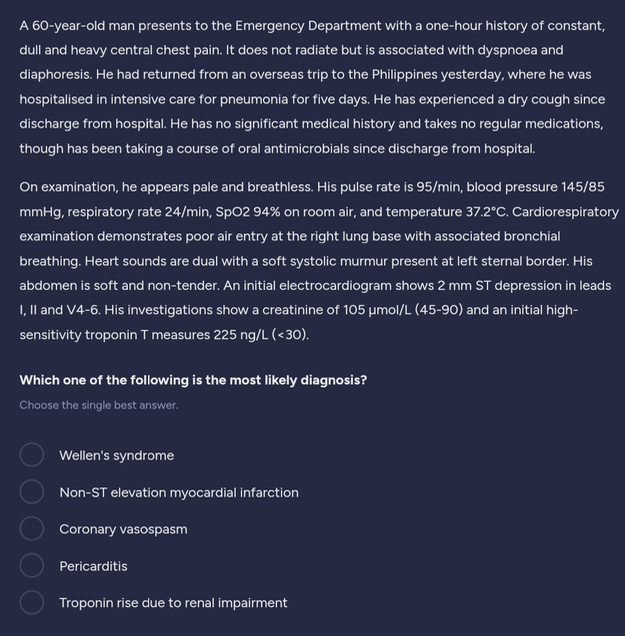 A 60-year-old man presents to the Emergency Department with a one-hour history of constant,
dull and heavy central chest pain. It does not radiate but is associated with dyspnoea and
diaphoresis. He had returned from an overseas trip to the Philippines yesterday, where he was
hospitalised in intensive care for pneumonia for five days. He has experienced a dry cough since
discharge from hospital. He has no significant medical history and takes no regular medications,
though has been taking a course of oral antimicrobials since discharge from hospital.
On examination, he appears pale and breathless. His pulse rate is 95/min, blood pressure 145/85
mmHg, respiratory rate 24/min, SpO2 94% on room air, and temperature 37.2°C. Cardiorespiratory
examination demonstrates poor air entry at the right lung base with associated bronchial
breathing. Heart sounds are dual with a soft systolic murmur present at left sternal border. His
abdomen is soft and non-tender. An initial electrocardiogram shows 2 mm ST depression in leads
I, II and V4-6. His investigations show a creatinine of 105 µmol/L (45-90) and an initial high-
sensitivity troponin T measures 225 ng/L (<30).
Which one of the following is the most likely diagnosis?
Choose the single best answer.
Wellen's syndrome
Non-ST elevation myocardial infarction
Coronary vasospasm
Pericarditis
Troponin rise due to renal impairment